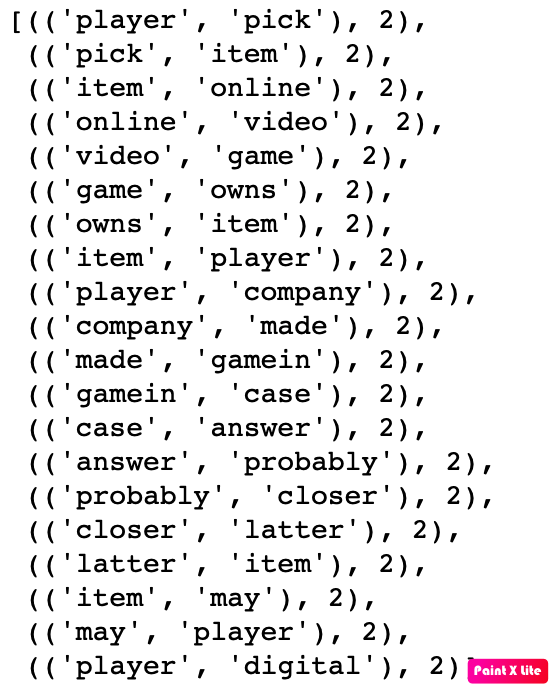 [(('player', 'pick'), 2),
(('pick', 'item'), 2),
(('item', 'online'), 2),
(('online', 'video'), 2),
(('video', 'game'), 2),
(('game', 'owns'), 2),
(('owns', 'item'), 2),
(('item', 'player'), 2),
(('player', 'company'), 2),
(('company', 'made'), 2),
(('made', 'gamein'), 2),
(('gamein', 'case'), 2),
(('case', 'answer'), 2),
(('answer', 'probably'), 2),
(('probably', 'closer'), 2),
(('closer', 'latter'), 2),
(('latter', 'item'), 2),
(('item', 'may'), 2),
(('may', 'player'), 2),
(('player', 'digital'), 2)
Paint X Lite